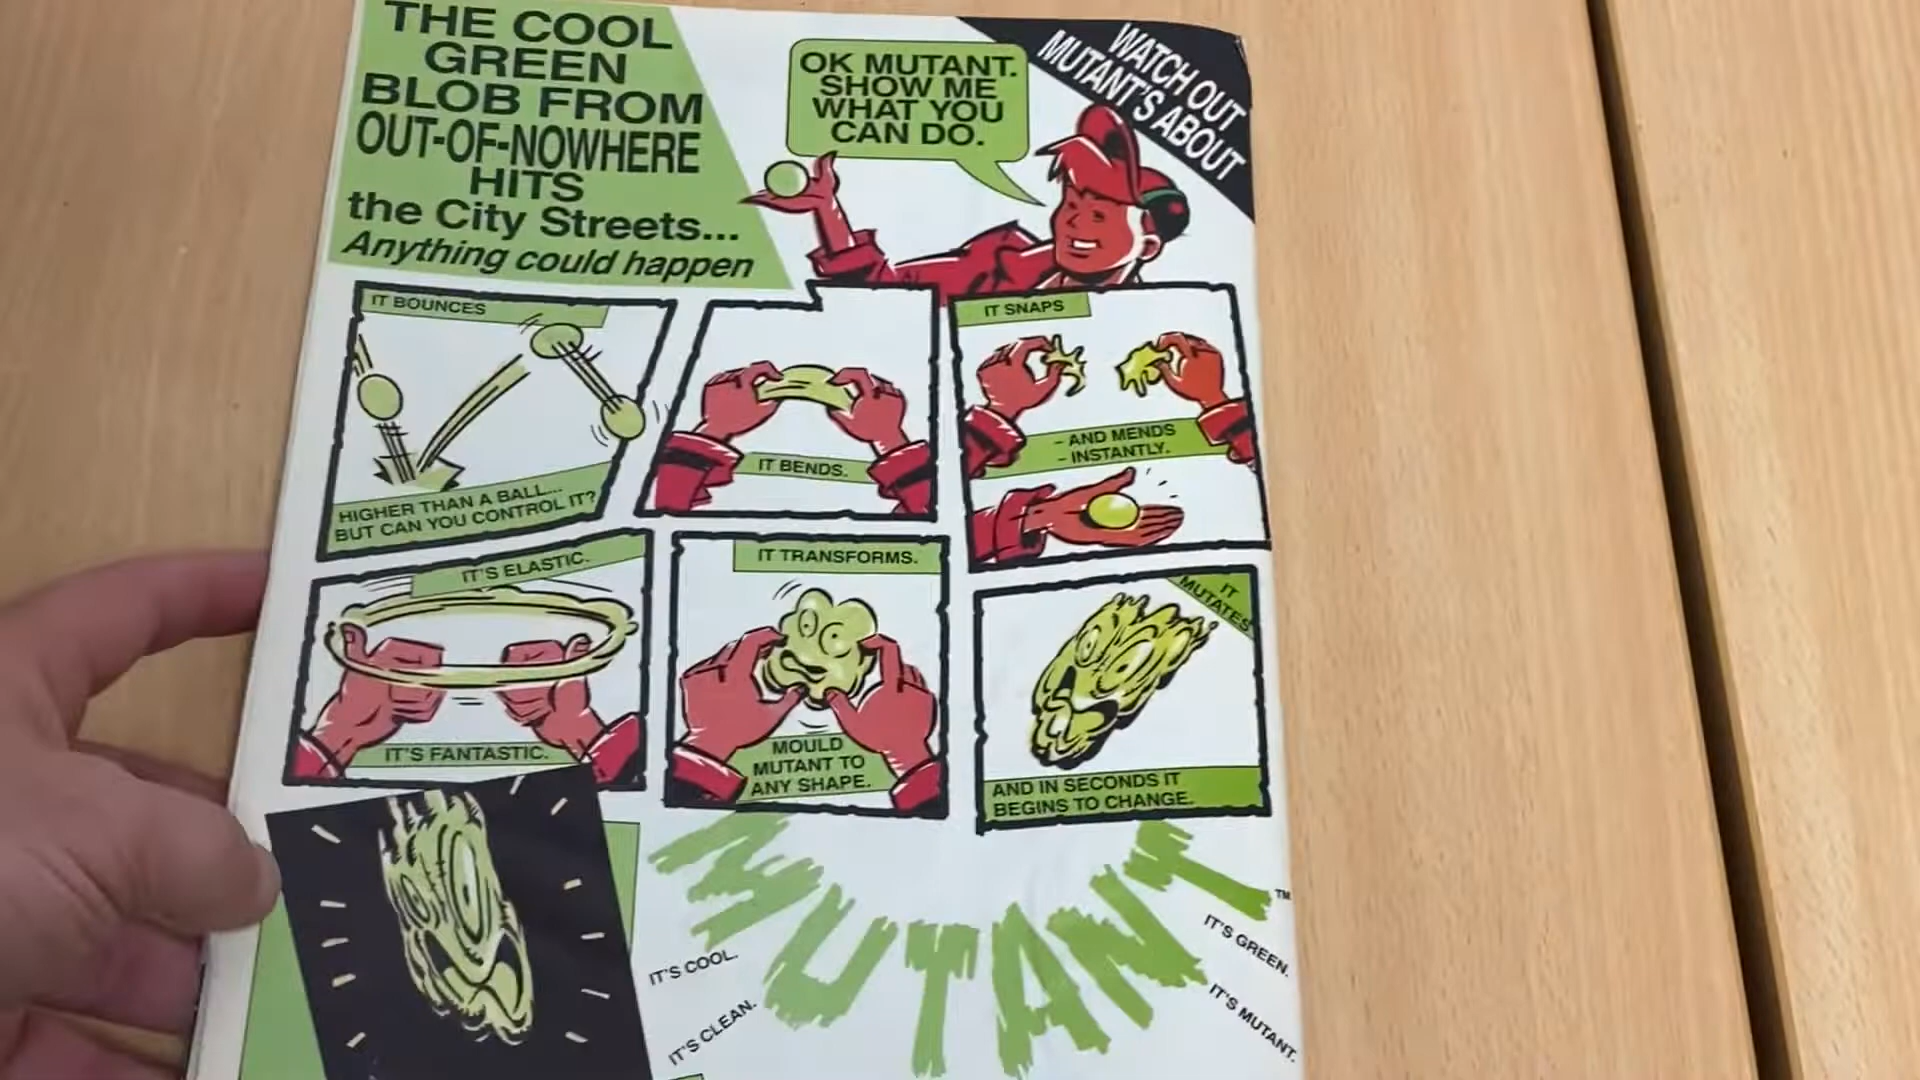 THE COOL
GREEN
BLOB FROM
OUT-OF-NOWHERE
HITS
the City Streets...
Anything could happen
OK MUTANT.
SHOW ME
WHAT YOU
CAN DO.
WATCH OUT
MUTANT'S ABOUT
IT BOUNCES
HIGHER THAN A BALL...
BUT CAN YOU CONTROL IT?
IT BENDS.
IT SNAPS
- AND MENDS
- INSTANTLY.
IT'S ELASTIC.
IT'S FANTASTIC.
IT TRANSFORMS.
MOULD
MUTANT TO
ANY SHAPE.
IT
MUTATES
AND IN SECONDS IT
BEGINS TO CHANGE.
MUTANT™
IT'S COOL.
IT'S CLEAN.
IT'S GREEN.
IT'S MUTANT.